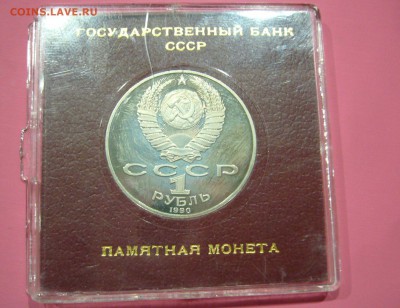 COINS.LAVE.RU
ГОСУДАРСТВЕННЫЙ БАНК
СССР
СССР
1
РУБЛЬ
1990
ПАМЯТНАЯ МОНЕТА